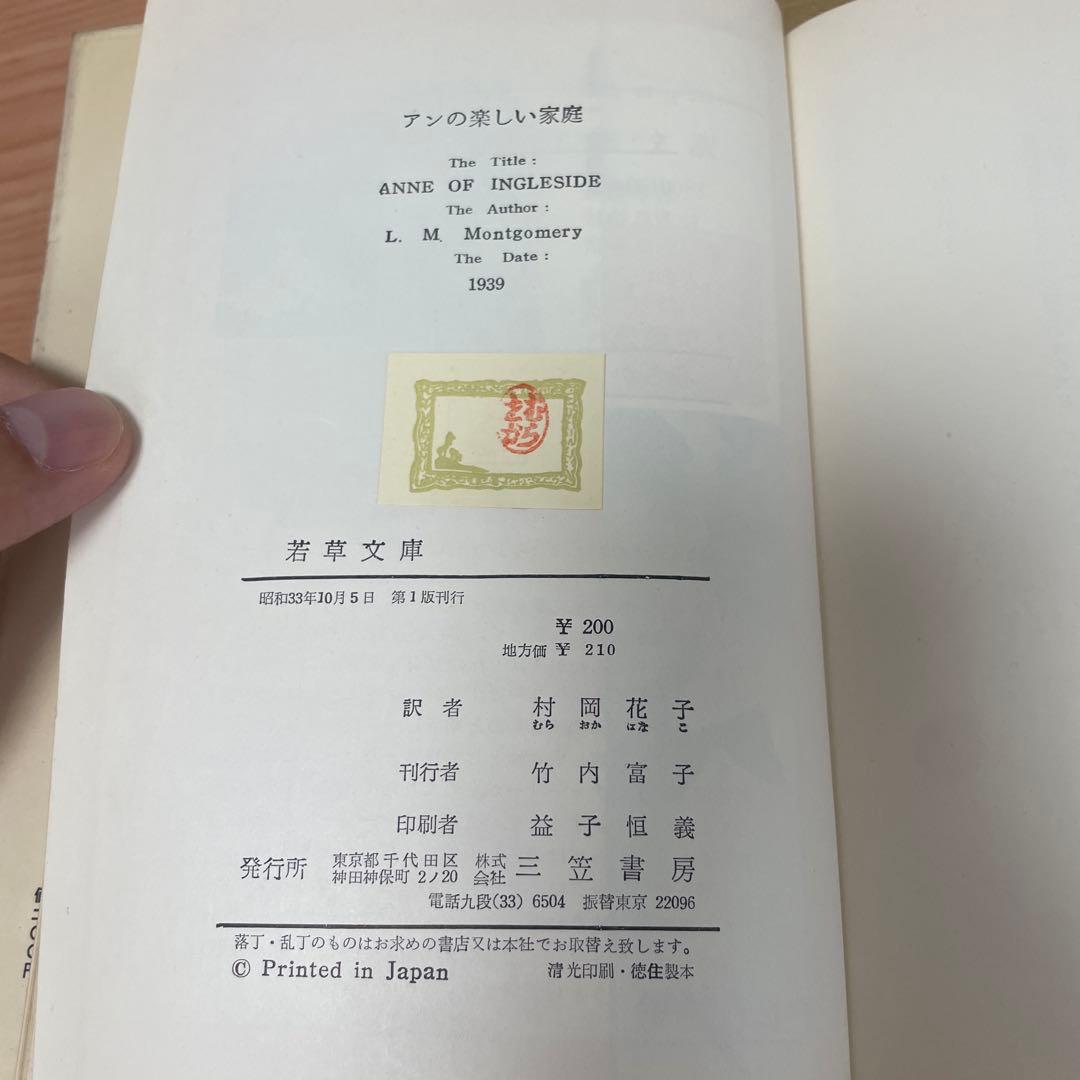 アンの楽しい家庭
The Title :
ANNE OF INGLESIDE
The Author :
L. M. Montgomery
The Date :
1939
むら
をか
若草文庫
昭和33年10月5日 第1版刊行
¥ 200
地方価 ¥ 210
訳者 村岡花子
むら おか はな こ
刊行者 竹内富子
印刷者 益子恒義
発行所 東京都千代田区神田神保町2ノ20 株式会社 三笠書房
電話九段(33) 6504 振替東京 22096
落丁・乱丁のものはお求めの書店又は本社でお取替え致します。
© Printed in Japan 清光印刷・徳住製本